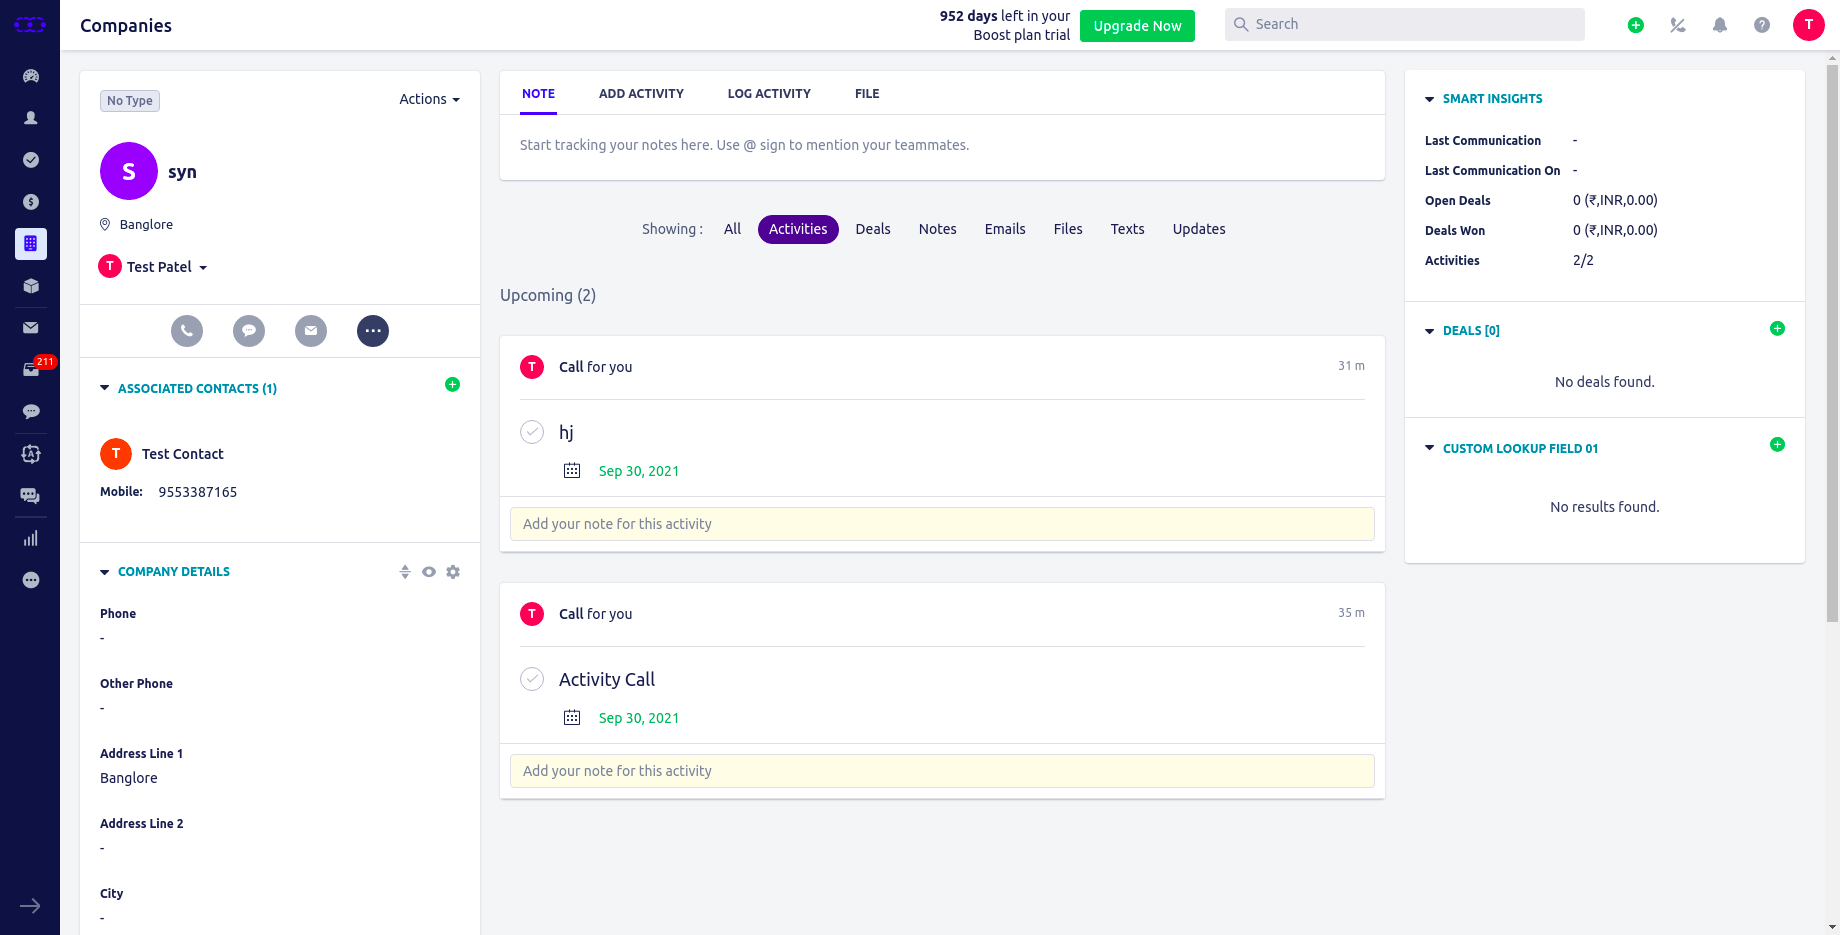 Companies
952 days left in your
Boost plan trial
Upgrade Now
Search
T
211
No Type
Actions
S
syn
Banglore
T
Test Patel
ASSOCIATED CONTACTS (1)
T
Test Contact
Mobile: 9553387165
COMPANY DETAILS
Phone
-
Other Phone
-
Address Line 1
Banglore
Address Line 2
-
City
-
NOTE ADD ACTIVITY LOG ACTIVITY FILE
Start tracking your notes here. Use @ sign to mention your teammates.
Showing : All Activities Deals Notes Emails Files Texts Updates
Upcoming (2)
T Call for you 31 m
hj
Sep 30, 2021
Add your note for this activity
T Call for you 35 m
Activity Call
Sep 30, 2021
Add your note for this activity
SMART INSIGHTS
Last Communication -
Last Communication On -
Open Deals 0 (₹,INR,0.00)
Deals Won 0 (₹,INR,0.00)
Activities 2/2
DEALS [0]
No deals found.
CUSTOM LOOKUP FIELD 01
No results found.